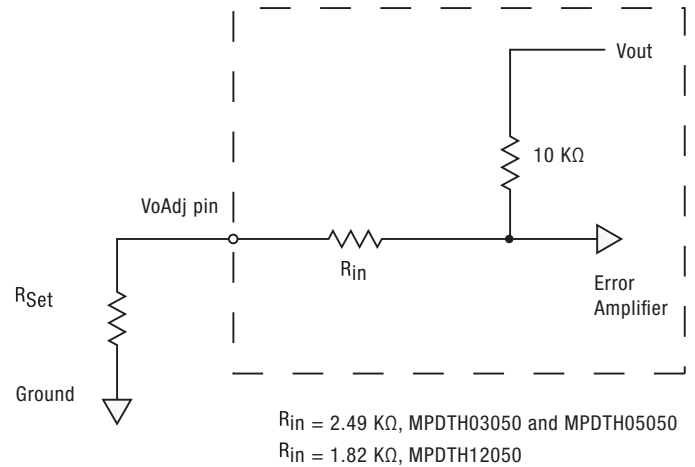 Vout
10 KΩ
VoAdj pin
Rin
RSet
Error
Amplifier
Ground
Rin = 2.49 KΩ, MPDTH03050 and MPDTH05050
Rin = 1.82 KΩ, MPDTH12050